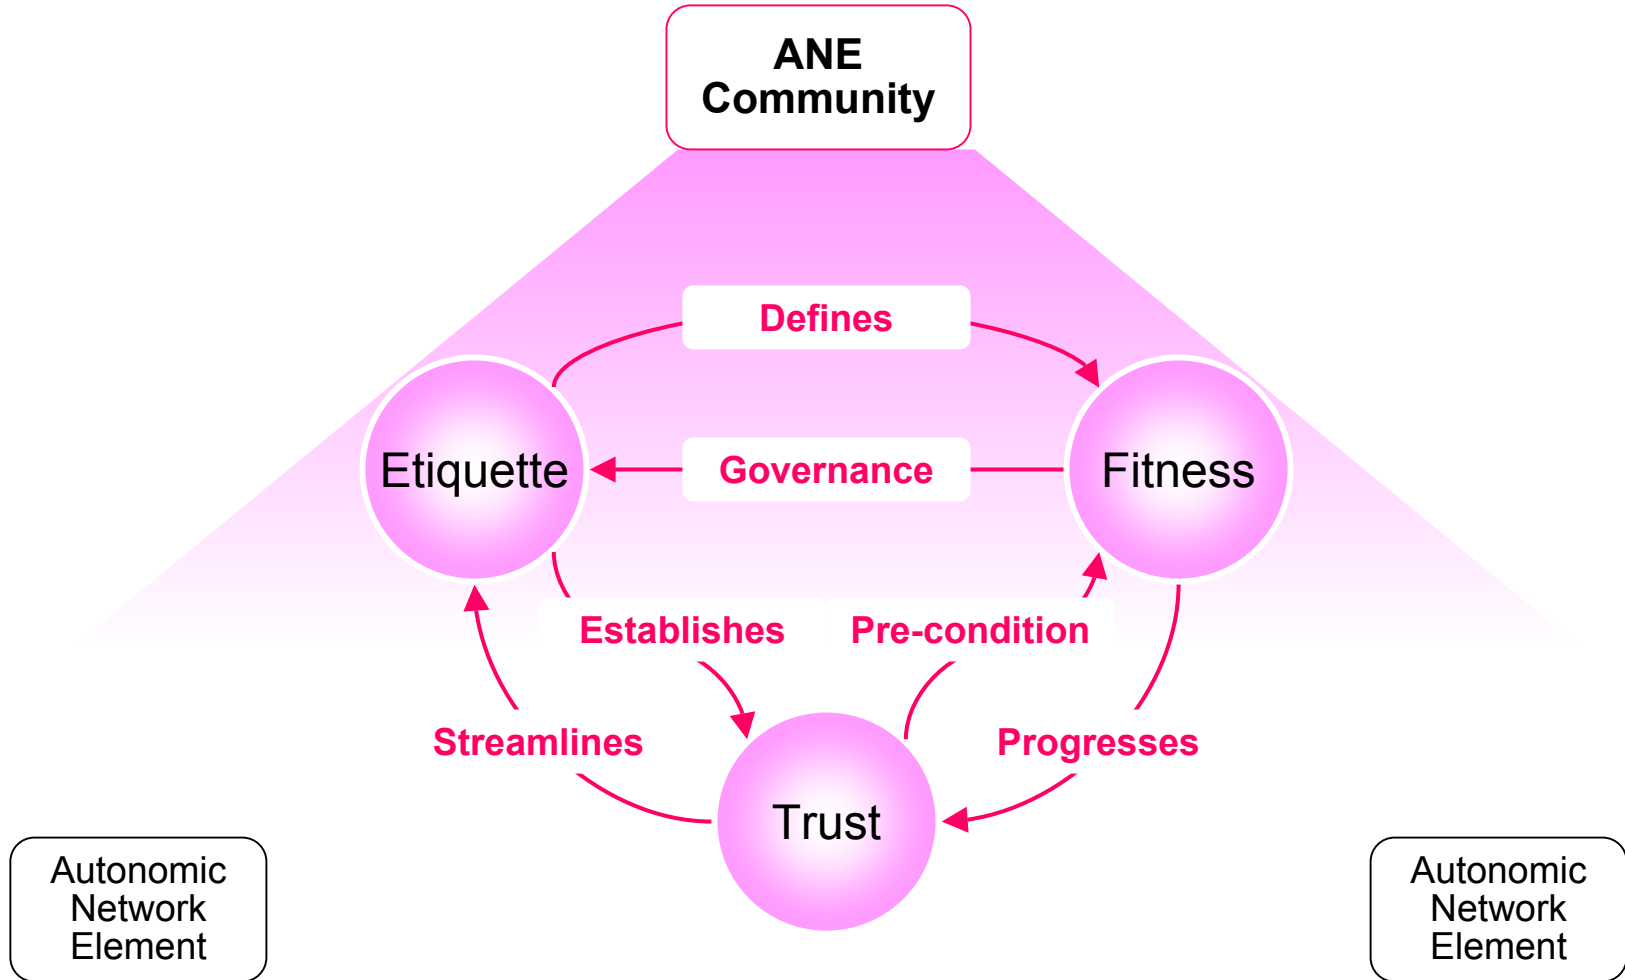 ANE
Community
Defines
Etiquette
Governance
Fitness
Establishes
Pre-condition
Streamlines
Progresses
Trust
Autonomic
Network
Element
Autonomic
Network
Element